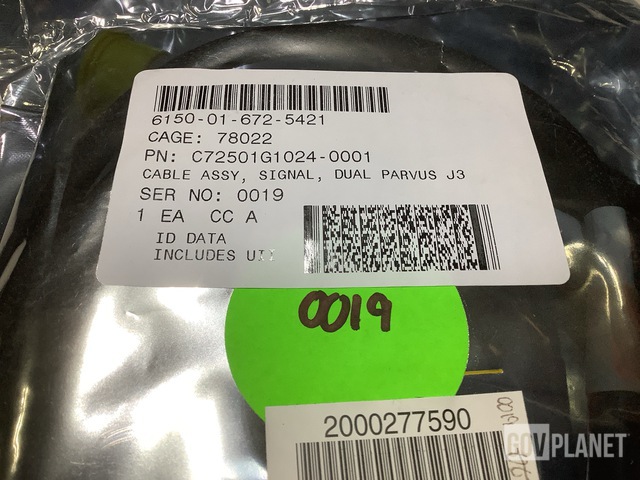 6150-01-672-5421
CAGE: 78022
PN: C72501G1024-0001
CABLE ASSY, SIGNAL, DUAL PARVUS J3
SER NO: 0019
1 EA CC A
ID DATA
INCLUDES UII
0019
2000277590
GOVPLANET